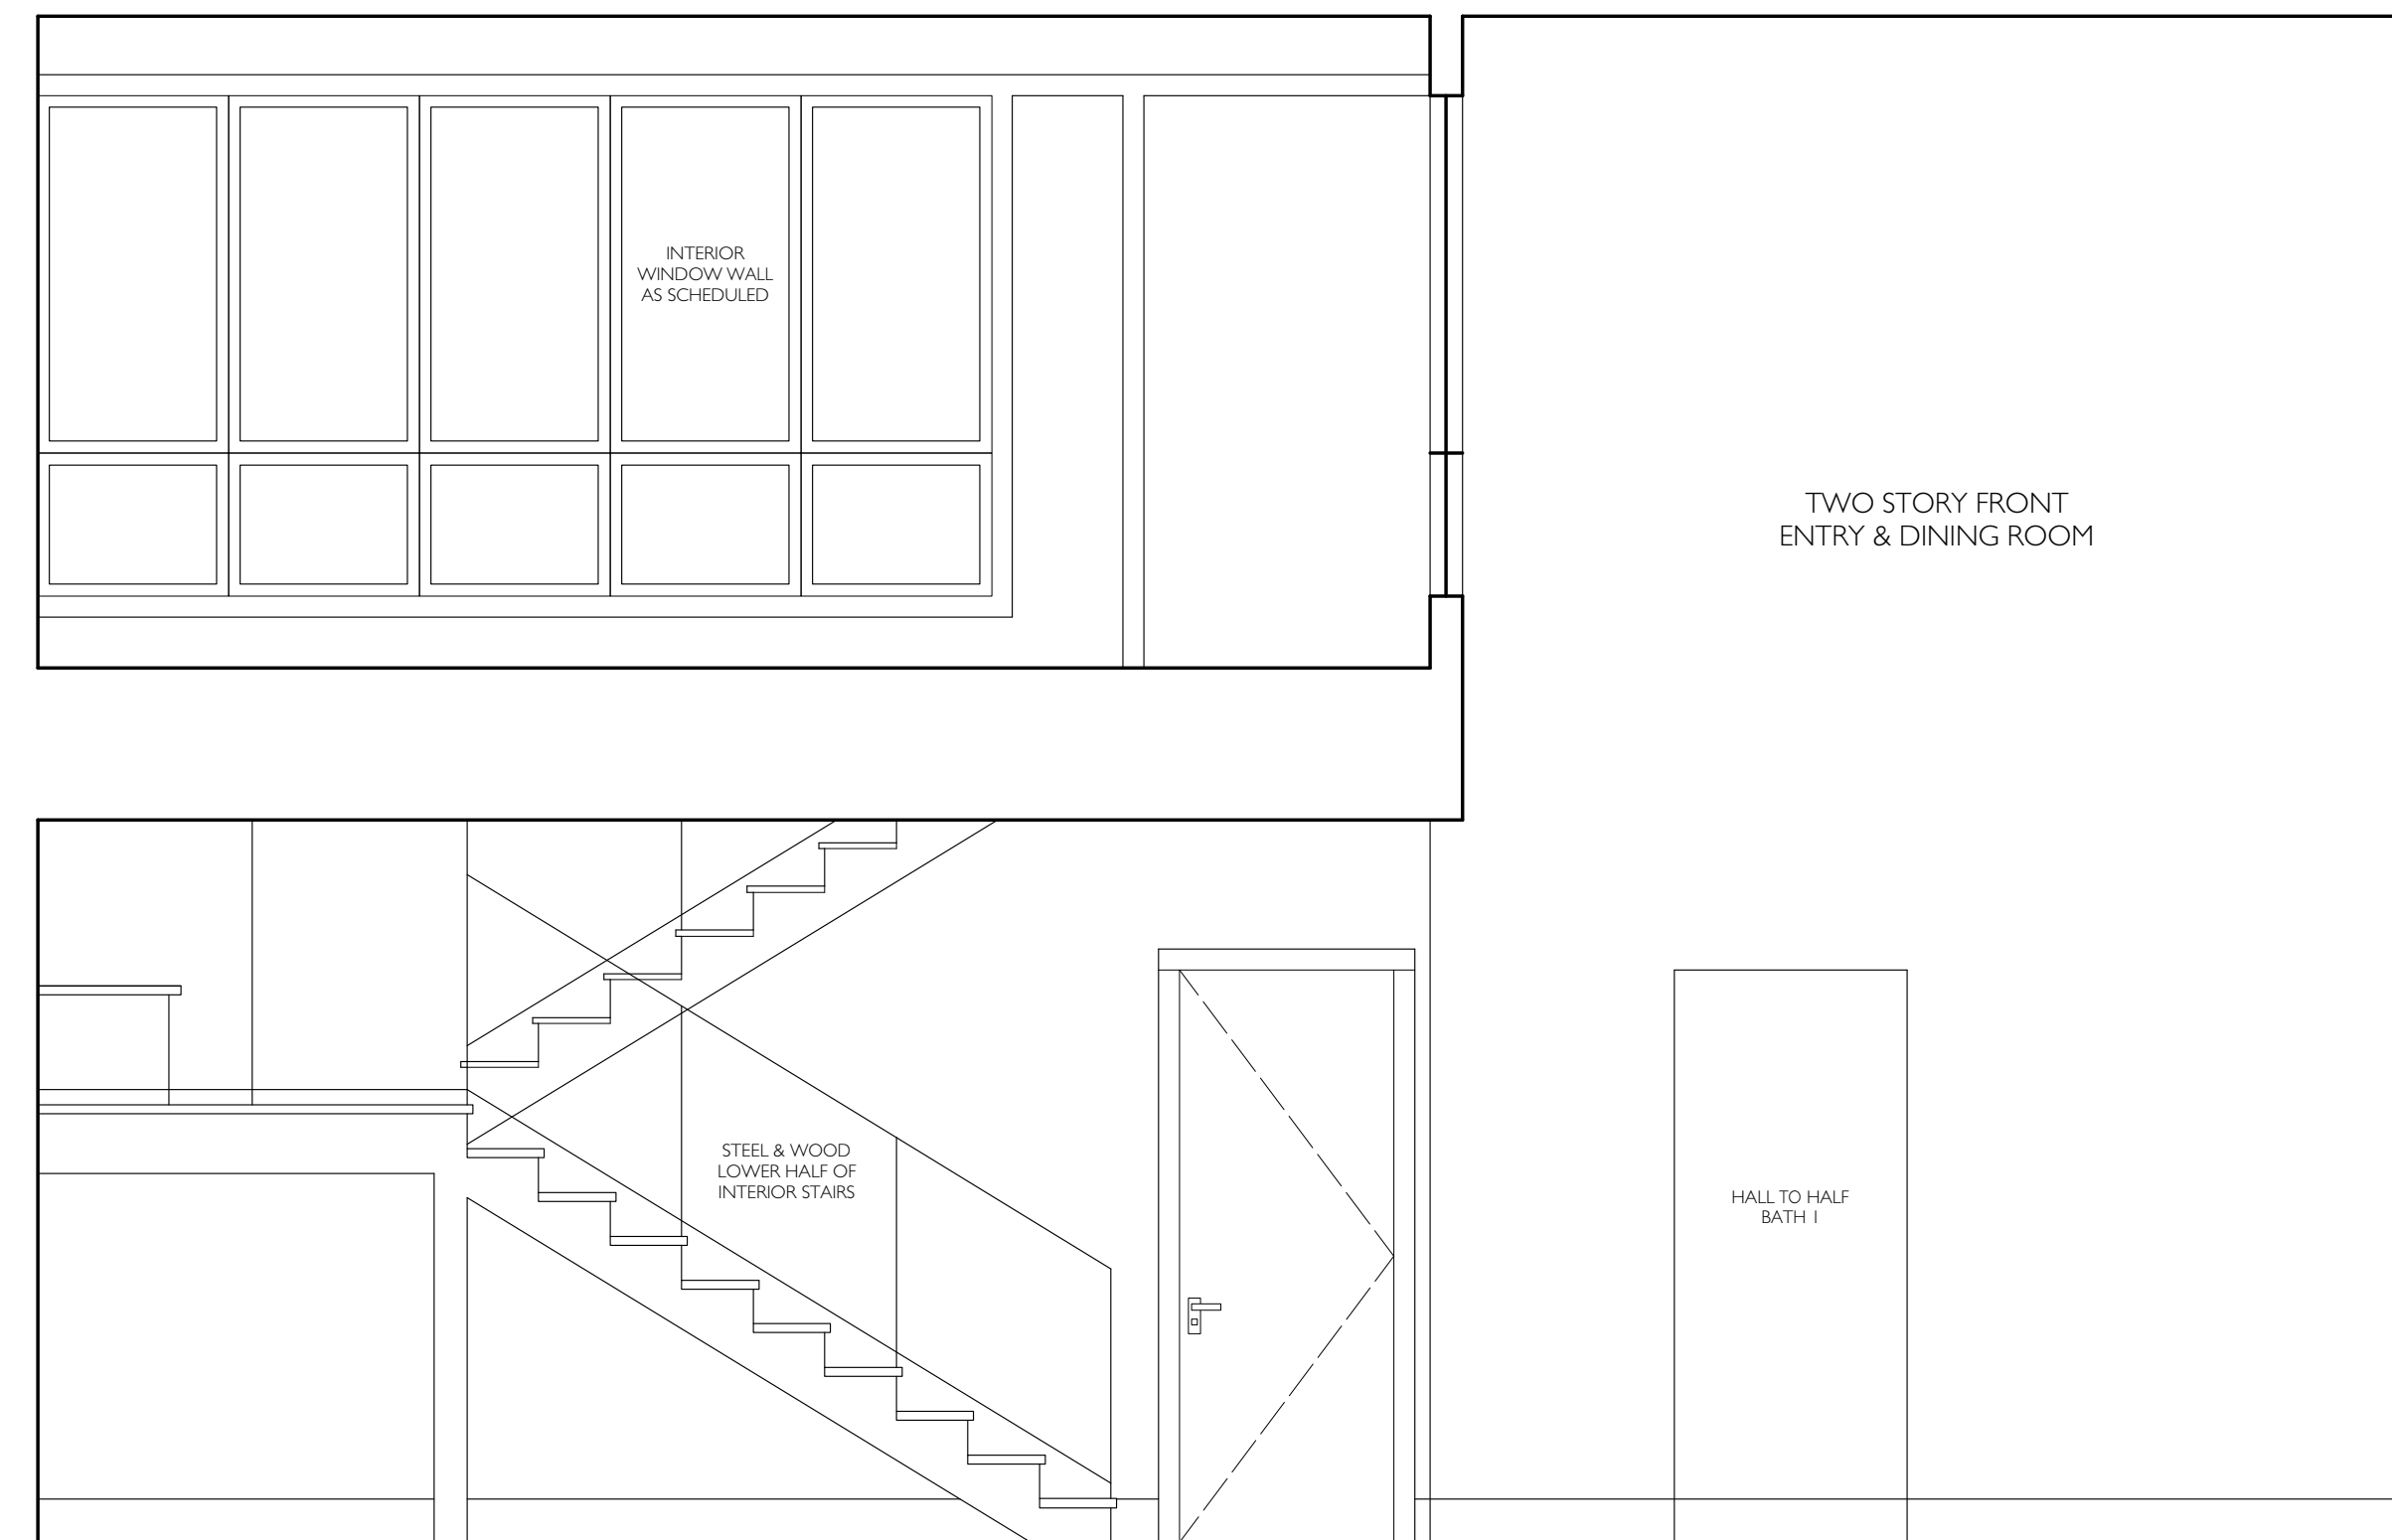 INTERIOR
WINDOW WALL
AS SCHEDULED
TWO STORY FRONT
ENTRY & DINING ROOM
STEEL & WOOD
LOWER HALF OF
INTERIOR STAIRS
HALL TO HALF
BATH 1